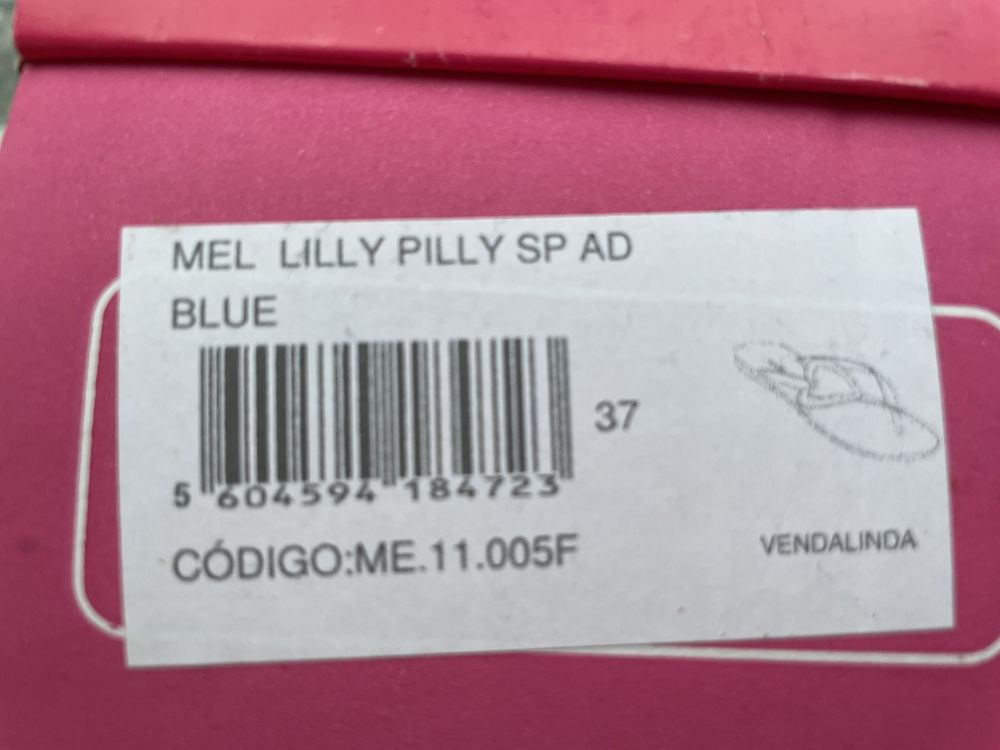 MEL LILLY PILLY SP AD
BLUE
37
5 604594 184723
CÓDIGO:ME.11.005F
VENDALINDA